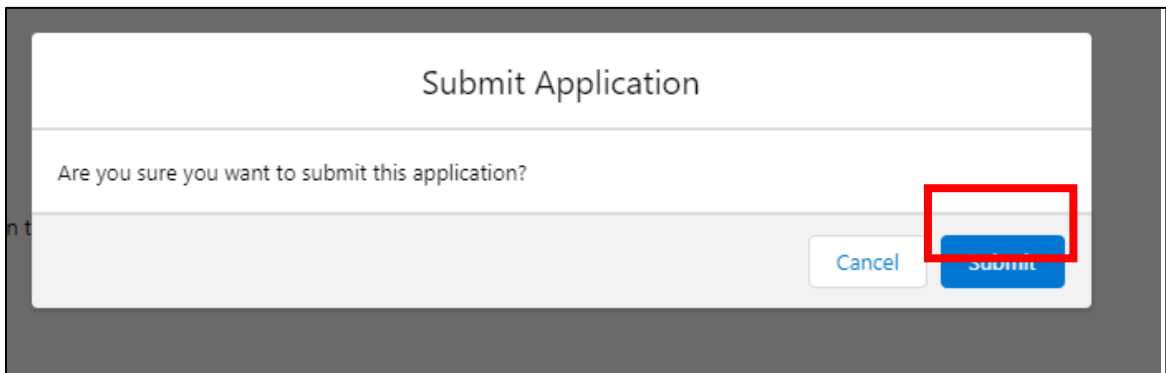 Submit Application
Are you sure you want to submit this application?
n t
Cancel
Submit